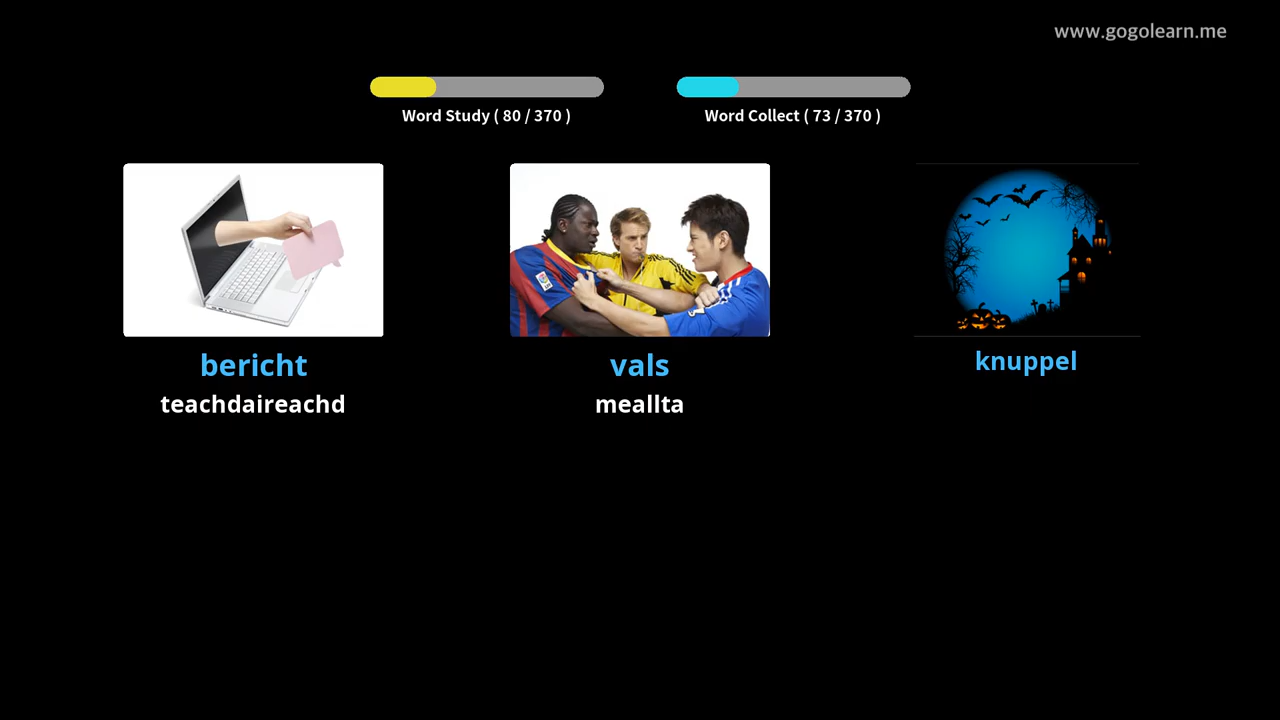 www.gogolearn.me
Word Study ( 80 / 370 )
Word Collect ( 73 / 370 )
bericht
vals
knuppel
teachdaireachd
meallta